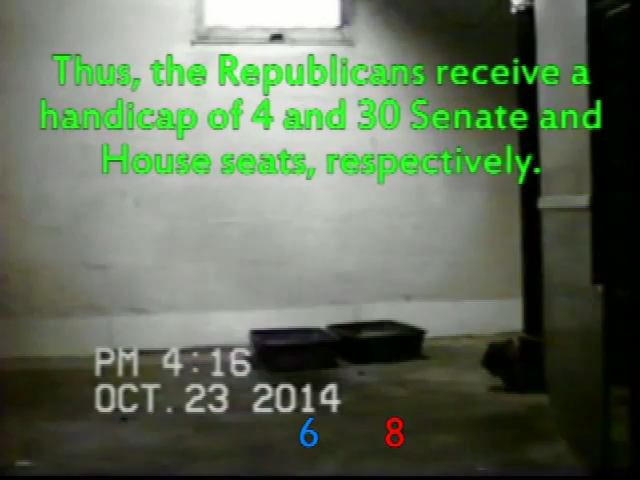 Thus, the Republicans receive a
handicap of 4 and 30 Senate and
House seats, respectively.
PM 4:16
OCT. 23 2014
6 8